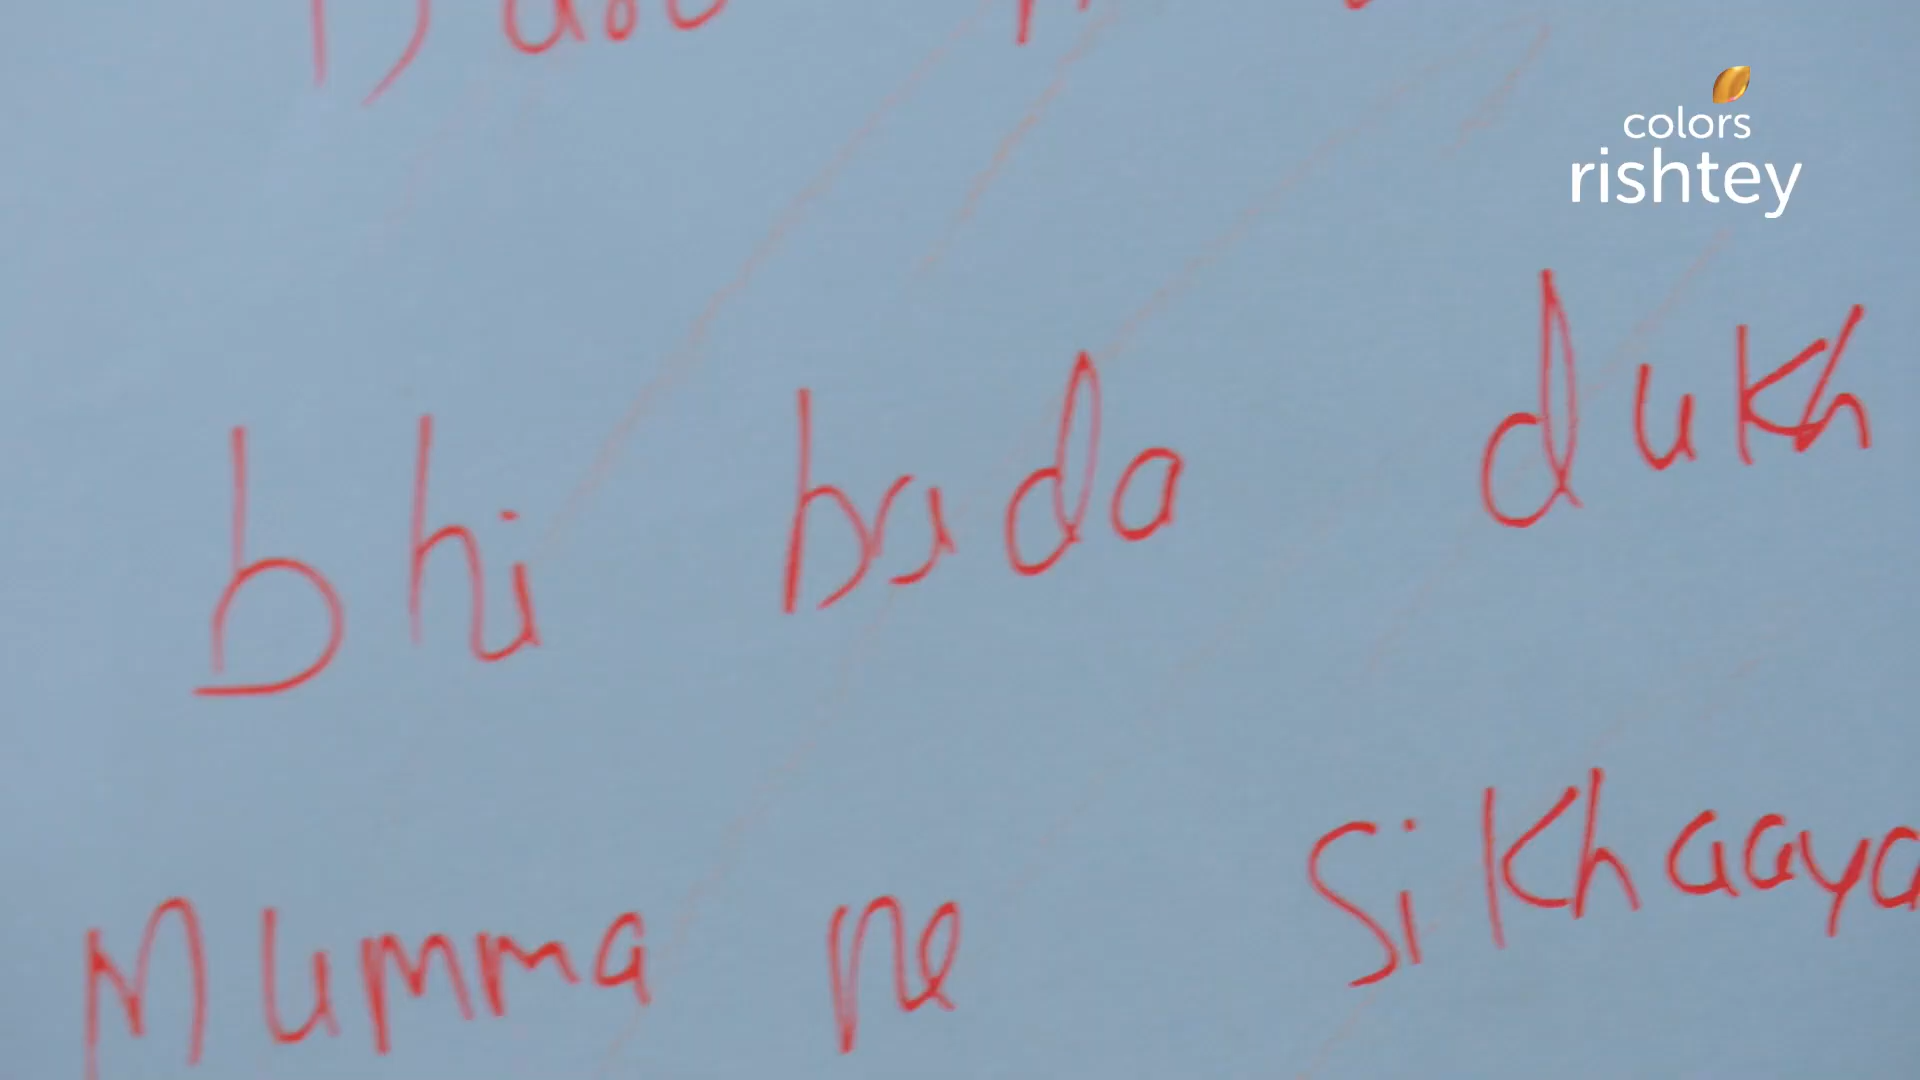 colors
rishtey
bhi bada dukh
Mumma ne sikhaaya